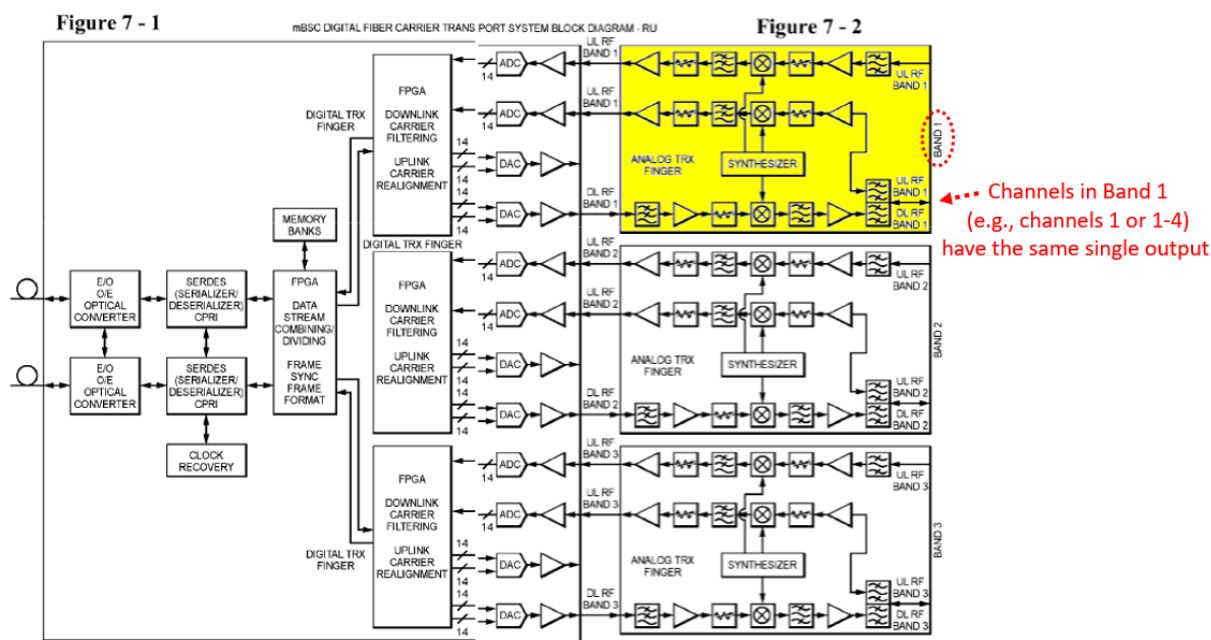 Figure 7 - 1
mBSC DIGITAL FIBER CARRIER TRANSPORT SYSTEM BLOCK DIAGRAM - RU
Figure 7 - 2
E/O
O/E
OPTICAL
CONVERTER
E/O
O/E
OPTICAL
CONVERTER
SERDES
(SERIALIZER/
DESERIALIZER)
CPRI
SERDES
(SERIALIZER/
DESERIALIZER)
CPRI
CLOCK
RECOVERY
MEMORY
BANKS
FPGA
DATA
STREAM
COMBINING/
DIVIDING
FRAME
SYNC
FRAME
FORMAT
DIGITAL TRX
FINGER
FPGA
DOWNLINK
CARRIER
FILTERING
UPLINK
CARRIER
REALIGNMENT
14
ADC
14
ADC
14
14
DAC
14
14
DAC
UL RF
BAND 1
UL RF
BAND 1
DL RF
BAND 1
ANALOG TRX
FINGER
SYNTHESIZER
UL RF
BAND 1
UL RF
BAND 1
DL RF
BAND 1
BAND 1
Channels in Band 1
(e.g., channels 1 or 1-4)
have the same single output
DIGITAL TRX FINGER
FPGA
DOWNLINK
CARRIER
FILTERING
UPLINK
CARRIER
REALIGNMENT
14
ADC
14
ADC
14
14
DAC
14
14
DAC
UL RF
BAND 2
UL RF
BAND 2
DL RF
BAND 2
ANALOG TRX
FINGER
SYNTHESIZER
UL RF
BAND 2
UL RF
BAND 2
DL RF
BAND 2
BAND 2
DIGITAL TRX
FINGER
FPGA
DOWNLINK
CARRIER
FILTERING
UPLINK
CARRIER
REALIGNMENT
14
ADC
14
ADC
14
14
DAC
14
14
DAC
UL RF
BAND 3
UL RF
BAND 3
DL RF
BAND 3
ANALOG TRX
FINGER
SYNTHESIZER
UL RF
BAND 3
UL RF
BAND 3
DL RF
BAND 3
BAND 3